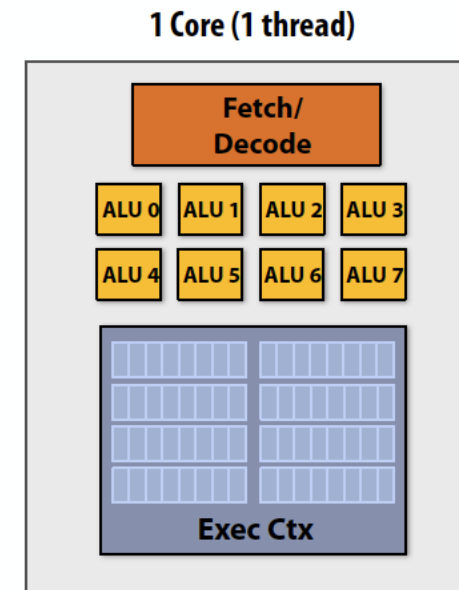 1 Core (1 thread)
Fetch/
Decode
ALU 0 ALU 1 ALU 2 ALU 3
ALU 4 ALU 5 ALU 6 ALU 7
Exec Ctx